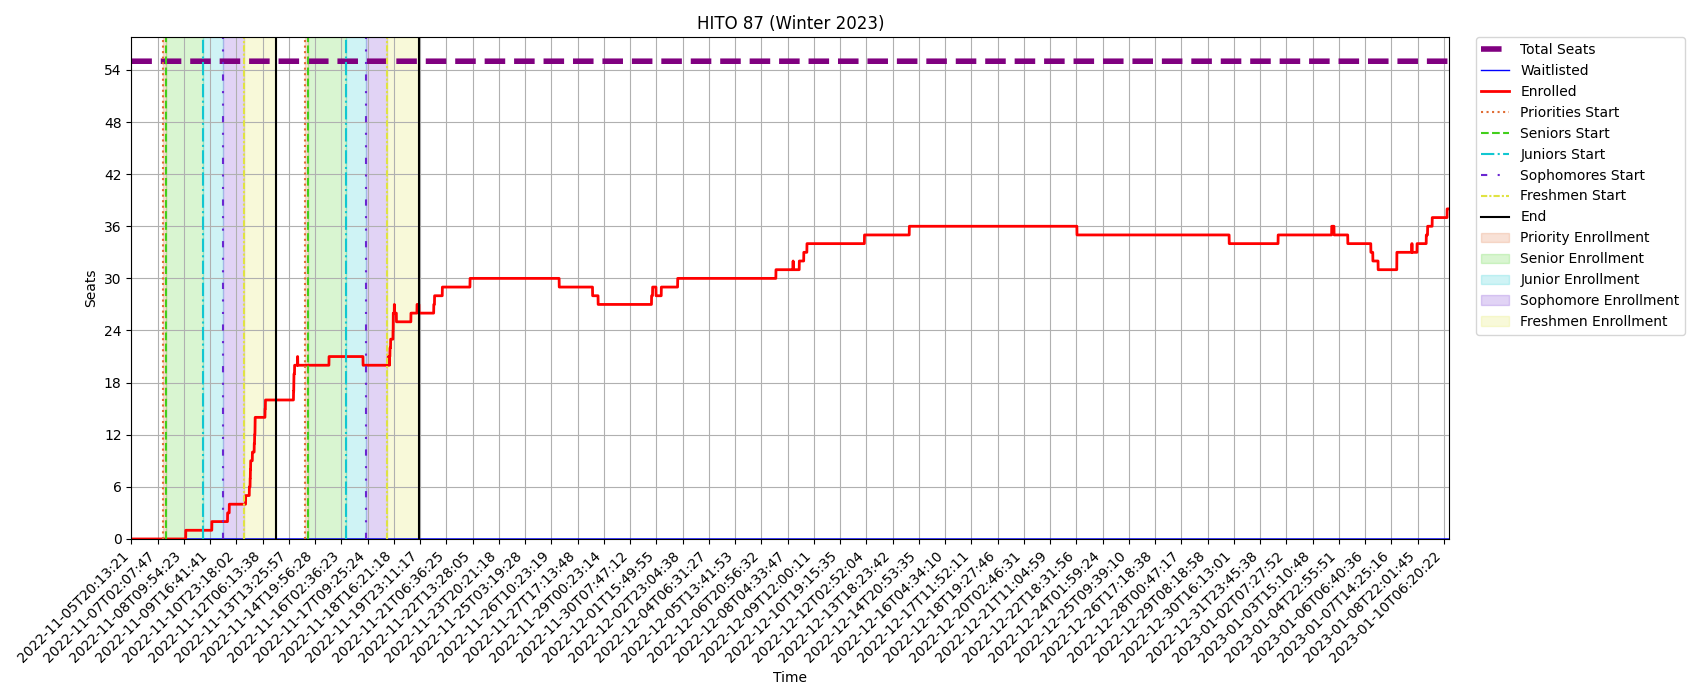 HITO 87 (Winter 2023)
Total Seats
Waitlisted
Enrolled
Priorities Start
Seniors Start
Juniors Start
Sophomores Start
Freshmen Start
End
Priority Enrollment
Senior Enrollment
Junior Enrollment
Sophomore Enrollment
Freshmen Enrollment
Seats
54
48
42
36
30
24
18
12
6
0
2022-11-05T20:13:21
2022-11-07T02:07:47
2022-11-08T09:54:23
2022-11-09T16:41:41
2022-11-10T23:18:02
2022-11-12T06:13:38
2022-11-13T13:25:57
2022-11-14T19:56:28
2022-11-16T02:36:23
2022-11-17T09:25:24
2022-11-18T16:21:18
2022-11-19T23:11:17
2022-11-21T06:36:25
2022-11-22T13:28:05
2022-11-23T20:21:18
2022-11-25T03:19:28
2022-11-26T10:23:19
2022-11-27T17:13:48
2022-11-29T00:23:14
2022-11-30T07:47:12
2022-12-01T15:49:55
2022-12-02T23:04:38
2022-12-04T06:31:27
2022-12-05T13:41:53
2022-12-06T20:56:32
2022-12-08T04:33:47
2022-12-09T12:00:11
2022-12-10T19:15:35
2022-12-12T02:52:04
2022-12-13T18:23:42
2022-12-14T20:53:35
2022-12-16T04:34:10
2022-12-17T11:52:11
2022-12-18T19:27:46
2022-12-20T02:46:31
2022-12-21T11:04:59
2022-12-22T18:31:56
2022-12-24T01:59:24
2022-12-25T09:39:10
2022-12-26T17:18:38
2022-12-28T00:47:17
2022-12-29T08:18:58
2022-12-30T16:13:01
2022-12-31T23:45:38
2023-01-02T07:27:52
2023-01-03T15:10:48
2023-01-04T22:55:51
2023-01-06T06:40:36
2023-01-07T14:25:16
2023-01-08T22:01:45
2023-01-10T06:20:22
Time